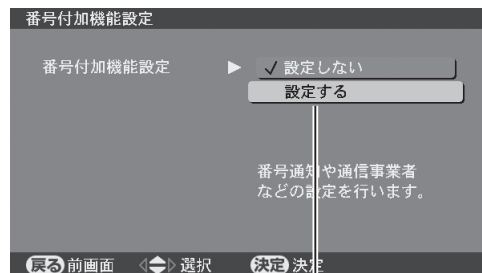 番号付加機能設定
番号付加機能設定 ▶ ✓ 設定しない
設定する
番号通知や通信事業者
などの設定を行います。
戻る 前画面 選択 決定 決定